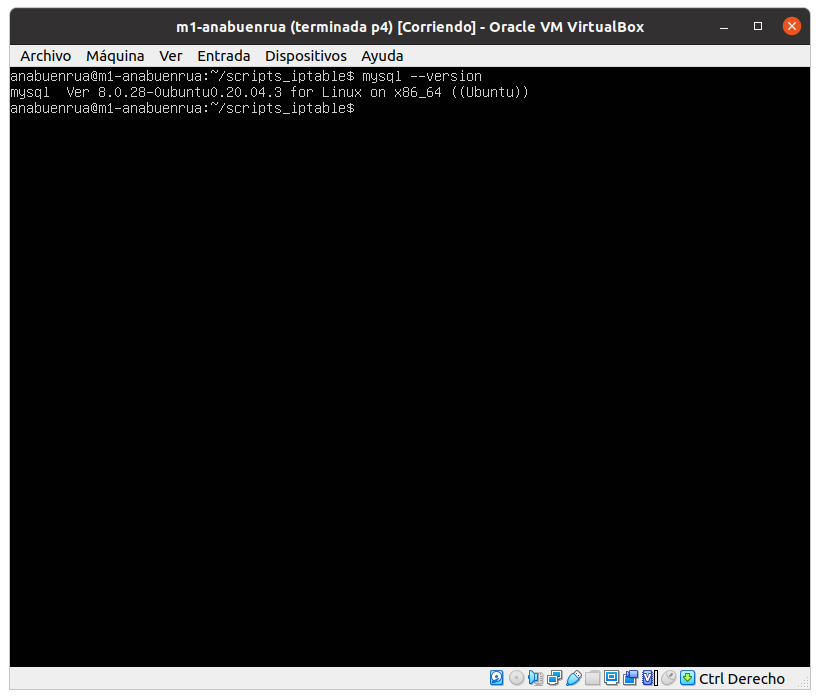 m1-anabuenrua (terminada p4) [Corriendo] - Oracle VM VirtualBox
Archivo Máquina Ver Entrada Dispositivos Ayuda
anabuenrua@m1-anabuenrua:~/scripts_iptable$ mysql --version
mysql  Ver 8.0.28-0ubuntu0.20.04.3 for Linux on x86_64 ((Ubuntu))
anabuenrua@m1-anabuenrua:~/scripts_iptable$
Ctrl Derecho